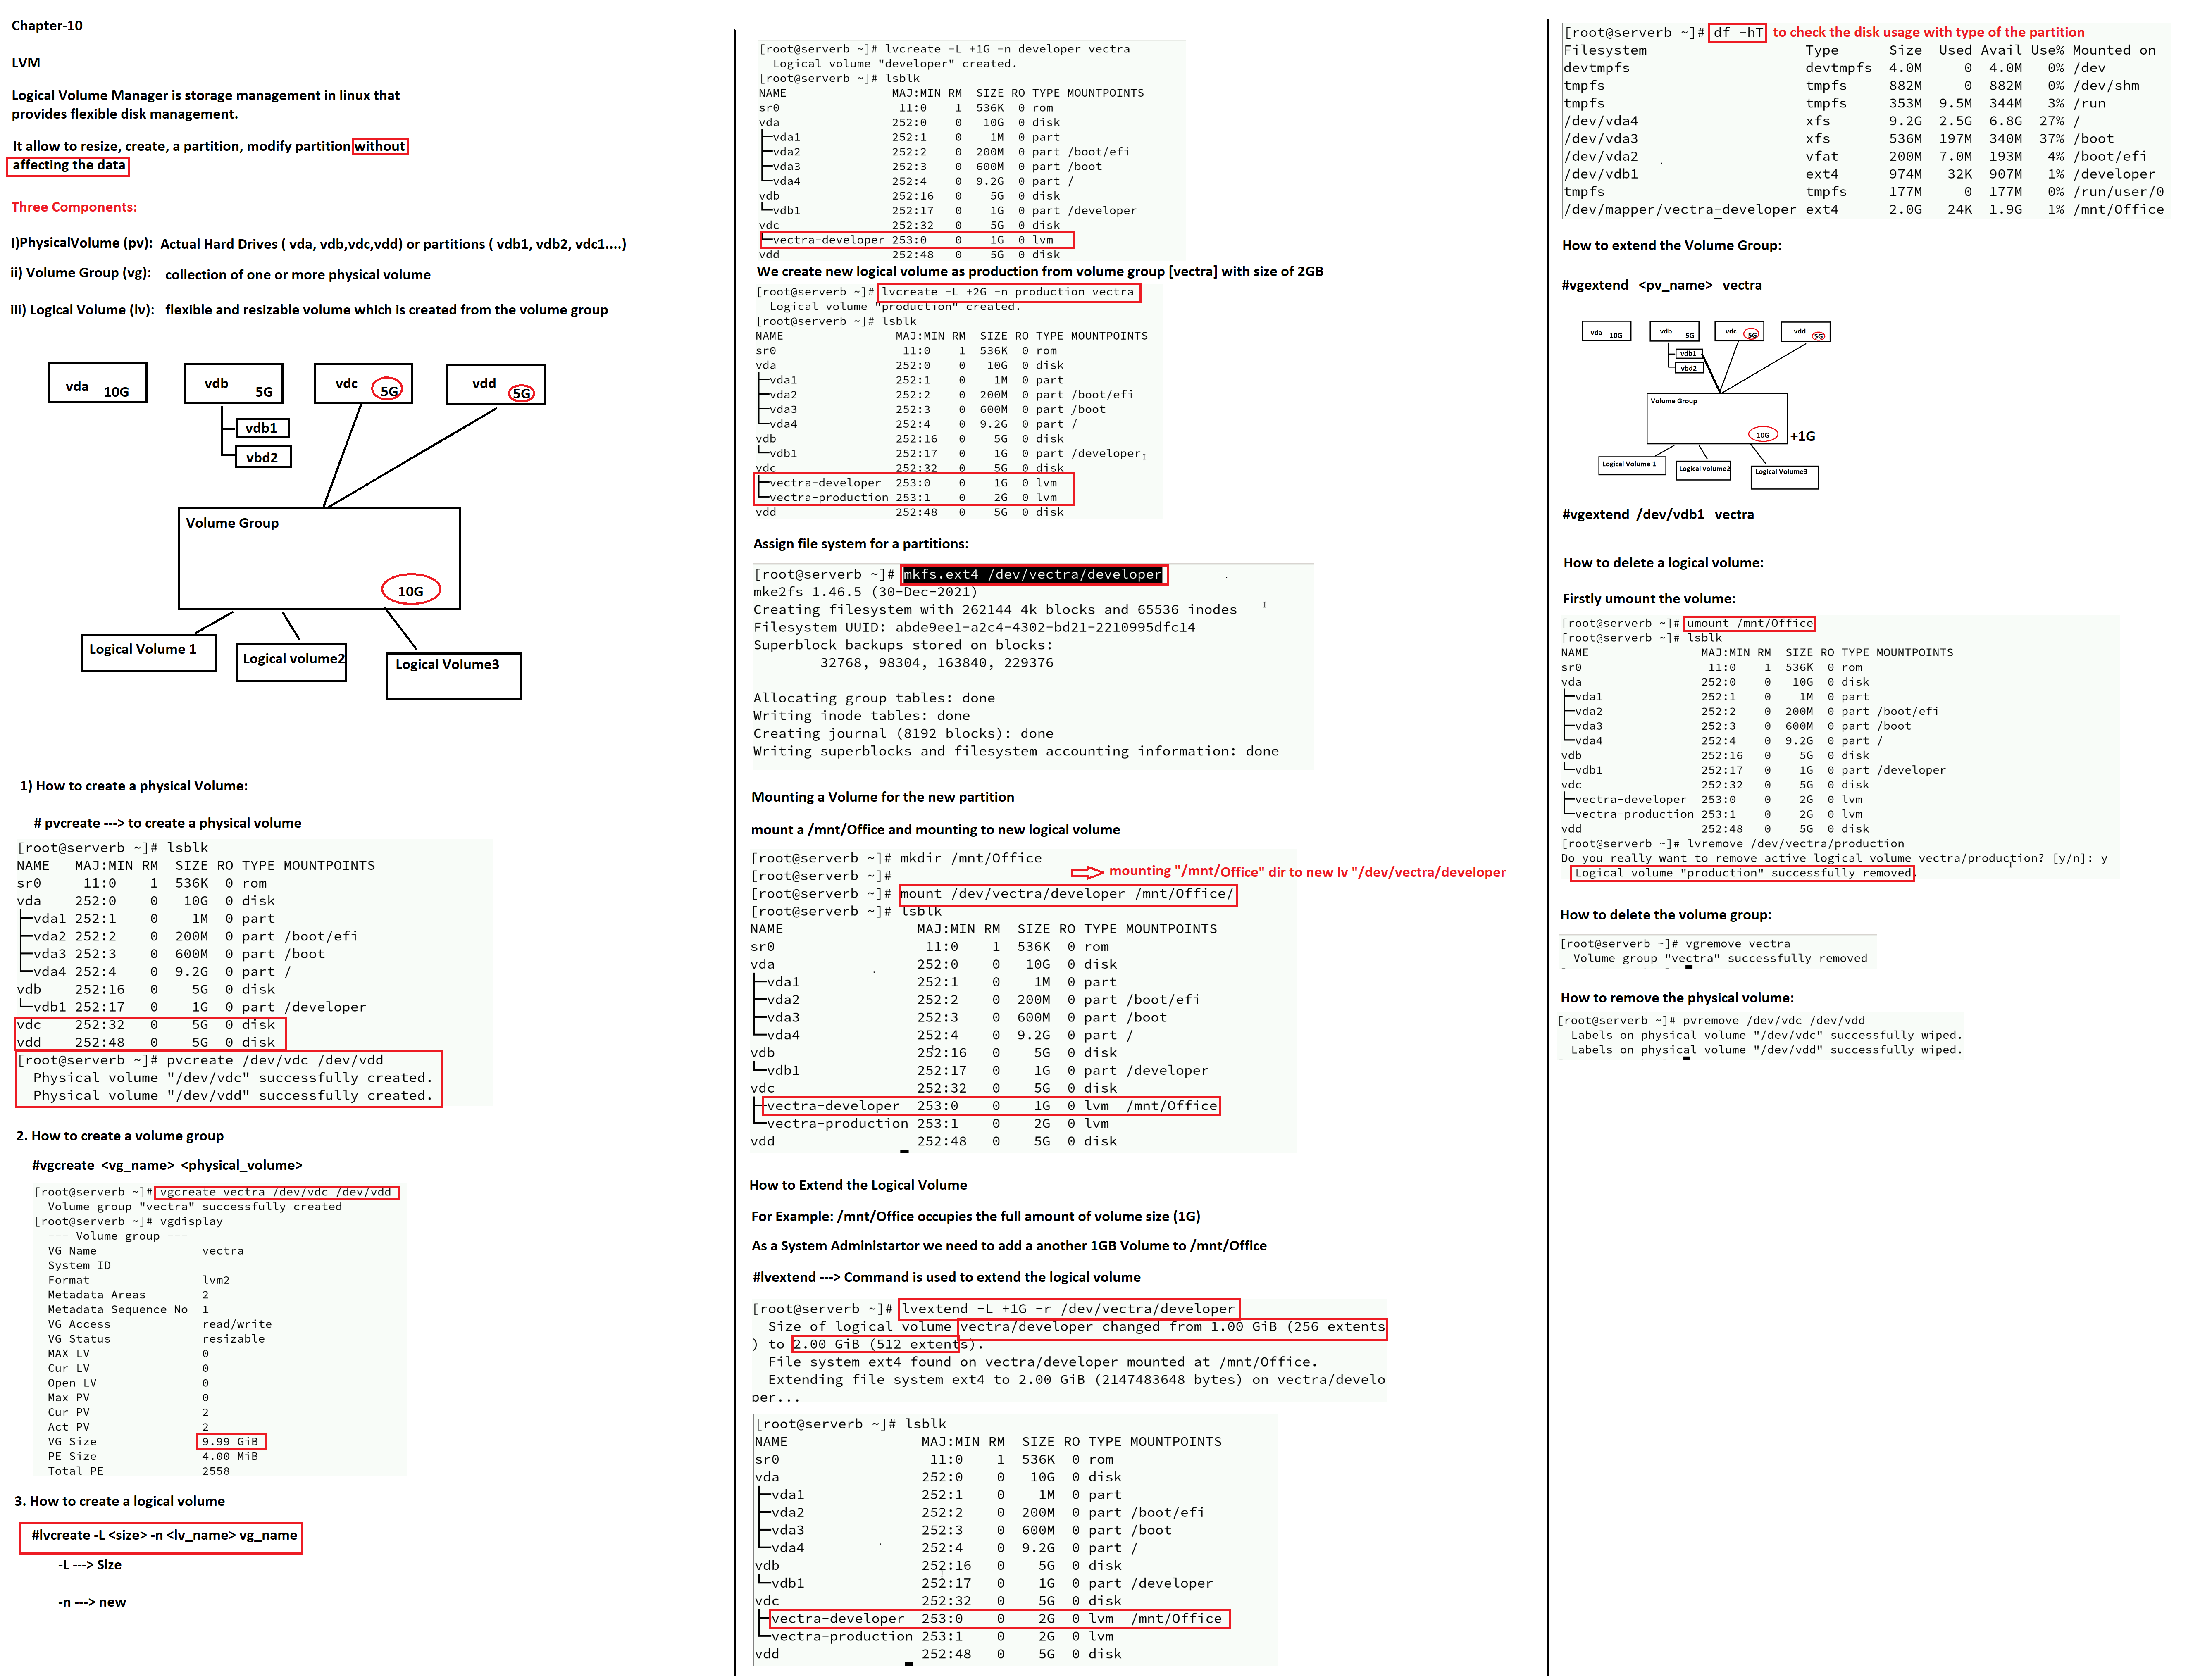 Chapter-10
LVM
Logical Volume Manager is storage management in linux that
provides flexible disk management.
It allow to resize, create, a partition, modify partition without
affecting the data
Three Components:
i)PhysicalVolume (pv): Actual Hard Drives ( vda, vdb,vdc,vdd) or partitions ( vdb1, vdb2, vdc1....)
ii) Volume Group (vg): collection of one or more physical volume
iii) Logical Volume (lv): flexible and resizable volume which is created from the volume group
vda 10G
vdb 5G
vdc 5G
vdd 5G
vdb1
vbd2
Volume Group
10G
Logical Volume 1
Logical volume2
Logical Volume3
1) How to create a physical Volume:
# pvcreate ---> to create a physical volume
[root@serverb ~]# lsblk
NAME MAJ:MIN RM SIZE RO TYPE MOUNTPOINTS
sr0 11:0 1 536K 0 rom
vda 252:0 0 10G 0 disk
├─vda1 252:1 0 1M 0 part
├─vda2 252:2 0 200M 0 part /boot/efi
├─vda3 252:3 0 600M 0 part /boot
└─vda4 252:4 0 9.2G 0 part /
vdb 252:16 0 5G 0 disk
└─vdb1 252:17 0 1G 0 part /developer
vdc 252:32 0 5G 0 disk
vdd 252:48 0 5G 0 disk
[root@serverb ~]# pvcreate /dev/vdc /dev/vdd
Physical volume "/dev/vdc" successfully created.
Physical volume "/dev/vdd" successfully created.
2. How to create a volume group
#vgcreate <vg_name> <physical_volume>
[root@serverb ~]# vgcreate vectra /dev/vdc /dev/vdd
Volume group "vectra" successfully created
[root@serverb ~]# vgdisplay
--- Volume group ---
VG Name vectra
System ID
Format lvm2
Metadata Areas 2
Metadata Sequence No 1
VG Access read/write
VG Status resizable
MAX LV 0
Cur LV 0
Open LV 0
Max PV 0
Cur PV 2
Act PV 2
VG Size 9.99 GiB
PE Size 4.00 MiB
Total PE 2558
3. How to create a logical volume
#lvcreate -L <size> -n <lv_name> vg_name
-L ---> Size
-n ---> new
[root@serverb ~]# lvcreate -L +1G -n developer vectra
Logical volume "developer" created.
[root@serverb ~]# lsblk
NAME MAJ:MIN RM SIZE RO TYPE MOUNTPOINTS
sr0 11:0 1 536K 0 rom
vda 252:0 0 10G 0 disk
├─vda1 252:1 0 1M 0 part
├─vda2 252:2 0 200M 0 part /boot/efi
├─vda3 252:3 0 600M 0 part /boot
└─vda4 252:4 0 9.2G 0 part /
vdb 252:16 0 5G 0 disk
└─vdb1 252:17 0 1G 0 part /developer
vdc 252:32 0 5G 0 disk
└─vectra-developer 253:0 0 1G 0 lvm
vdd 252:48 0 5G 0 disk
We create new logical volume as production from volume group [vectra] with size of 2GB
[root@serverb ~]# lvcreate -L +2G -n production vectra
Logical volume "production" created.
[root@serverb ~]# lsblk
NAME MAJ:MIN RM SIZE RO TYPE MOUNTPOINTS
sr0 11:0 1 536K 0 rom
vda 252:0 0 10G 0 disk
├─vda1 252:1 0 1M 0 part
├─vda2 252:2 0 200M 0 part /boot/efi
├─vda3 252:3 0 600M 0 part /boot
└─vda4 252:4 0 9.2G 0 part /
vdb 252:16 0 5G 0 disk
└─vdb1 252:17 0 1G 0 part /developer
vdc 252:32 0 5G 0 disk
├─vectra-developer 253:0 0 1G 0 lvm
└─vectra-production 253:1 0 2G 0 lvm
vdd 252:48 0 5G 0 disk
Assign file system for a partitions:
[root@serverb ~]# mkfs.ext4 /dev/vectra/developer
mke2fs 1.46.5 (30-Dec-2021)
Creating filesystem with 262144 4k blocks and 65536 inodes
Filesystem UUID: abde9ee1-a2c4-4302-bd21-2210995dfc14
Superblock backups stored on blocks:
32768, 98304, 163840, 229376
Allocating group tables: done
Writing inode tables: done
Creating journal (8192 blocks): done
Writing superblocks and filesystem accounting information: done
Mounting a Volume for the new partition
mount a /mnt/Office and mounting to new logical volume
[root@serverb ~]# mkdir /mnt/Office
[root@serverb ~]#
mounting "/mnt/Office" dir to new lv "/dev/vectra/developer
[root@serverb ~]# mount /dev/vectra/developer /mnt/Office/
[root@serverb ~]# lsblk
NAME MAJ:MIN RM SIZE RO TYPE MOUNTPOINTS
sr0 11:0 1 536K 0 rom
vda 252:0 0 10G 0 disk
├─vda1 252:1 0 1M 0 part
├─vda2 252:2 0 200M 0 part /boot/efi
├─vda3 252:3 0 600M 0 part /boot
└─vda4 252:4 0 9.2G 0 part /
vdb 252:16 0 5G 0 disk
└─vdb1 252:17 0 1G 0 part /developer
vdc 252:32 0 5G 0 disk
├─vectra-developer 253:0 0 1G 0 lvm /mnt/Office
└─vectra-production 253:1 0 2G 0 lvm
vdd 252:48 0 5G 0 disk
How to Extend the Logical Volume
For Example: /mnt/Office occupies the full amount of volume size (1G)
As a System Administartor we need to add a another 1GB Volume to /mnt/Office
#lvextend ---> Command is used to extend the logical volume
[root@serverb ~]# lvextend -L +1G -r /dev/vectra/developer
Size of logical volume vectra/developer changed from 1.00 GiB (256 extents
) to 2.00 GiB (512 extents).
File system ext4 found on vectra/developer mounted at /mnt/Office.
Extending file system ext4 to 2.00 GiB (2147483648 bytes) on vectra/develo
per...
[root@serverb ~]# lsblk
NAME MAJ:MIN RM SIZE RO TYPE MOUNTPOINTS
sr0 11:0 1 536K 0 rom
vda 252:0 0 10G 0 disk
├─vda1 252:1 0 1M 0 part
├─vda2 252:2 0 200M 0 part /boot/efi
├─vda3 252:3 0 600M 0 part /boot
└─vda4 252:4 0 9.2G 0 part /
vdb 252:16 0 5G 0 disk
└─vdb1 252:17 0 1G 0 part /developer
vdc 252:32 0 5G 0 disk
├─vectra-developer 253:0 0 2G 0 lvm /mnt/Office
└─vectra-production 253:1 0 2G 0 lvm
vdd 252:48 0 5G 0 disk
[root@serverb ~]# df -hT to check the disk usage with type of the partition
Filesystem Type Size Used Avail Use% Mounted on
devtmpfs devtmpfs 4.0M 0 4.0M 0% /dev
tmpfs tmpfs 882M 0 882M 0% /dev/shm
tmpfs tmpfs 353M 9.5M 344M 3% /run
/dev/vda4 xfs 9.2G 2.5G 6.8G 27% /
/dev/vda3 xfs 536M 197M 340M 37% /boot
/dev/vda2 vfat 200M 7.0M 193M 4% /boot/efi
/dev/vdb1 ext4 974M 32K 907M 1% /developer
tmpfs tmpfs 177M 0 177M 0% /run/user/0
/dev/mapper/vectra-developer ext4 2.0G 24K 1.9G 1% /mnt/Office
How to extend the Volume Group:
#vgextend <pv_name> vectra
vda 10G
vdb 5G
vdc 5G
vdd 5G
vdb1
vbd2
Volume Group
10G +1G
Logical Volume 1
Logical volume2
Logical Volume3
#vgextend /dev/vdb1 vectra
How to delete a logical volume:
Firstly umount the volume:
[root@serverb ~]# umount /mnt/Office
[root@serverb ~]# lsblk
NAME MAJ:MIN RM SIZE RO TYPE MOUNTPOINTS
sr0 11:0 1 536K 0 rom
vda 252:0 0 10G 0 disk
├─vda1 252:1 0 1M 0 part
├─vda2 252:2 0 200M 0 part /boot/efi
├─vda3 252:3 0 600M 0 part /boot
└─vda4 252:4 0 9.2G 0 part /
vdb 252:16 0 5G 0 disk
└─vdb1 252:17 0 1G 0 part /developer
vdc 252:32 0 5G 0 disk
├─vectra-developer 253:0 0 2G 0 lvm
└─vectra-production 253:1 0 2G 0 lvm
vdd 252:48 0 5G 0 disk
[root@serverb ~]# lvremove /dev/vectra/production
Do you really want to remove active logical volume vectra/production? [y/n]: y
Logical volume "production" successfully removed.
How to delete the volume group:
[root@serverb ~]# vgremove vectra
Volume group "vectra" successfully removed
How to remove the physical volume:
[root@serverb ~]# pvremove /dev/vdc /dev/vdd
Labels on physical volume "/dev/vdc" successfully wiped.
Labels on physical volume "/dev/vdd" successfully wiped.